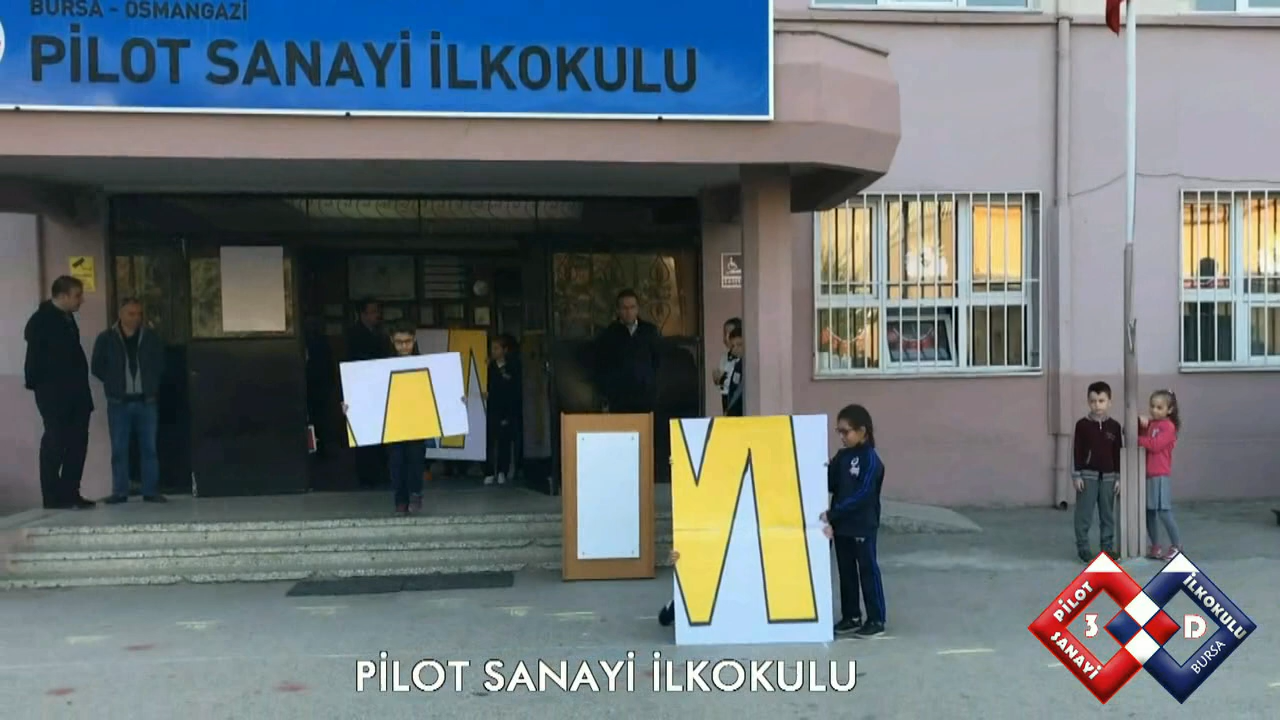 BURSA - OSMANGAZİ
PİLOT SANAYİ İLKOKULU
PİLOT SANAYİ İLKOKULU
PİLOT
SANAYİ
3 D
İLKOKULU
BURSA